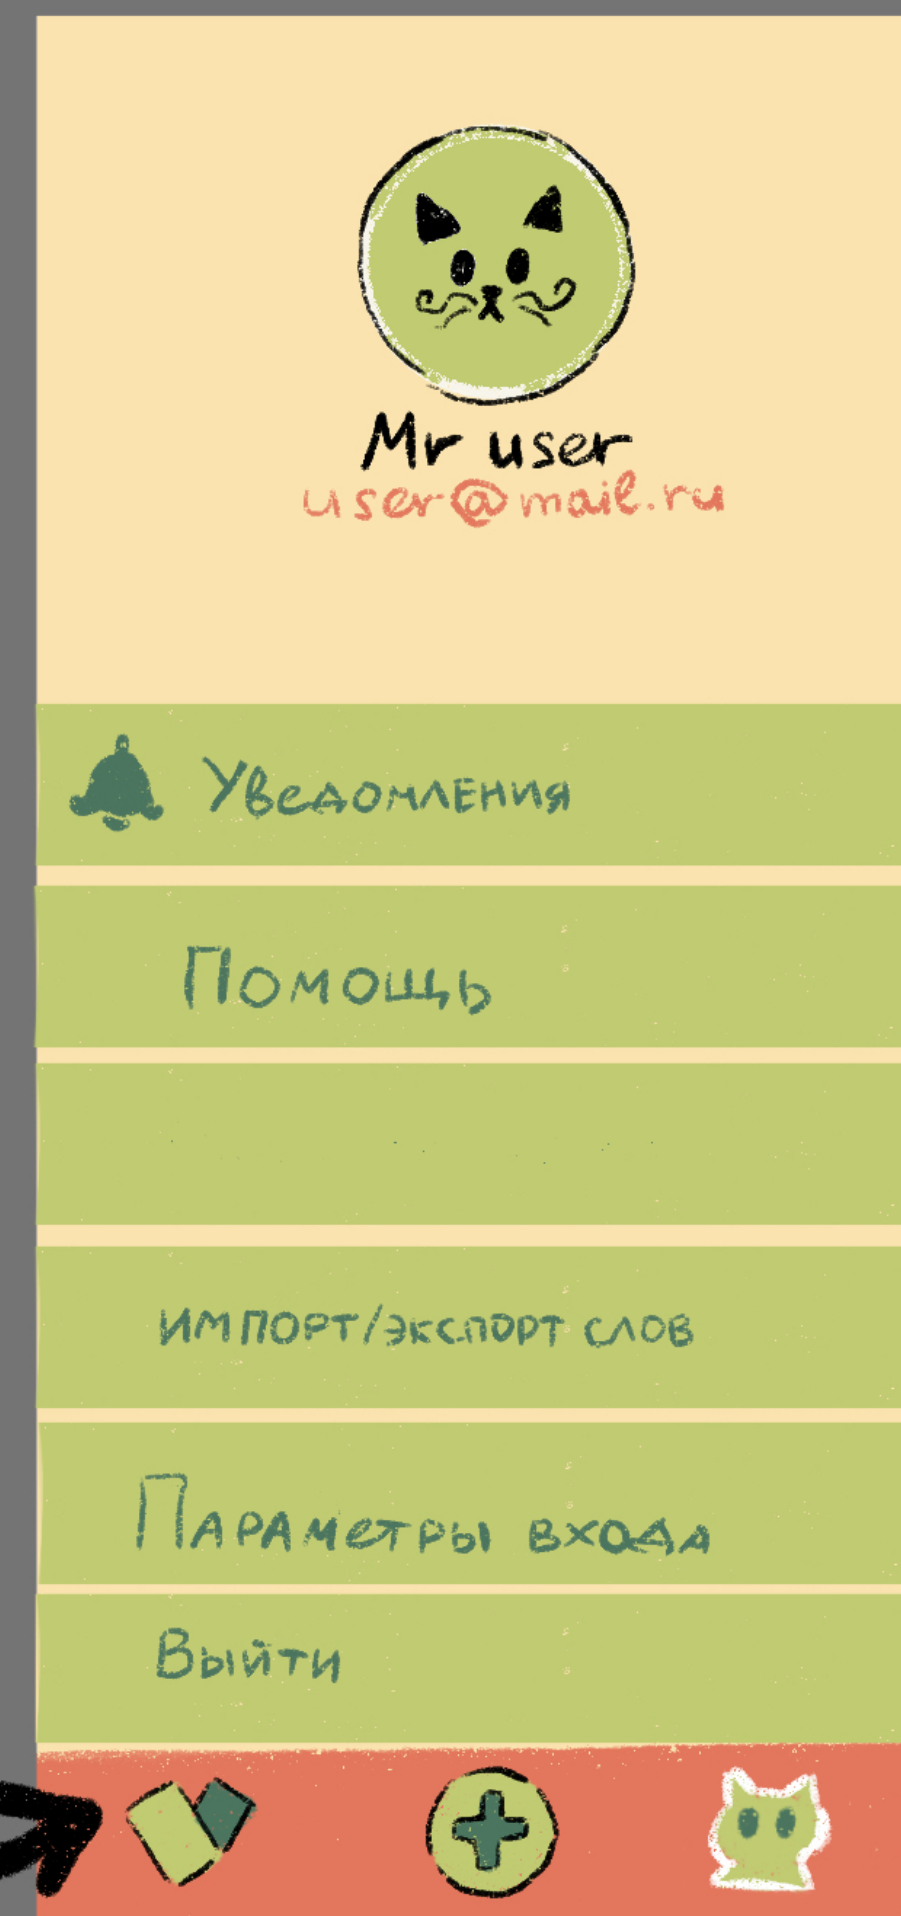 Mr user
user@mail.ru
Уведомления
Помощь
импорт/экспорт слов
Параметры входа
Выйти